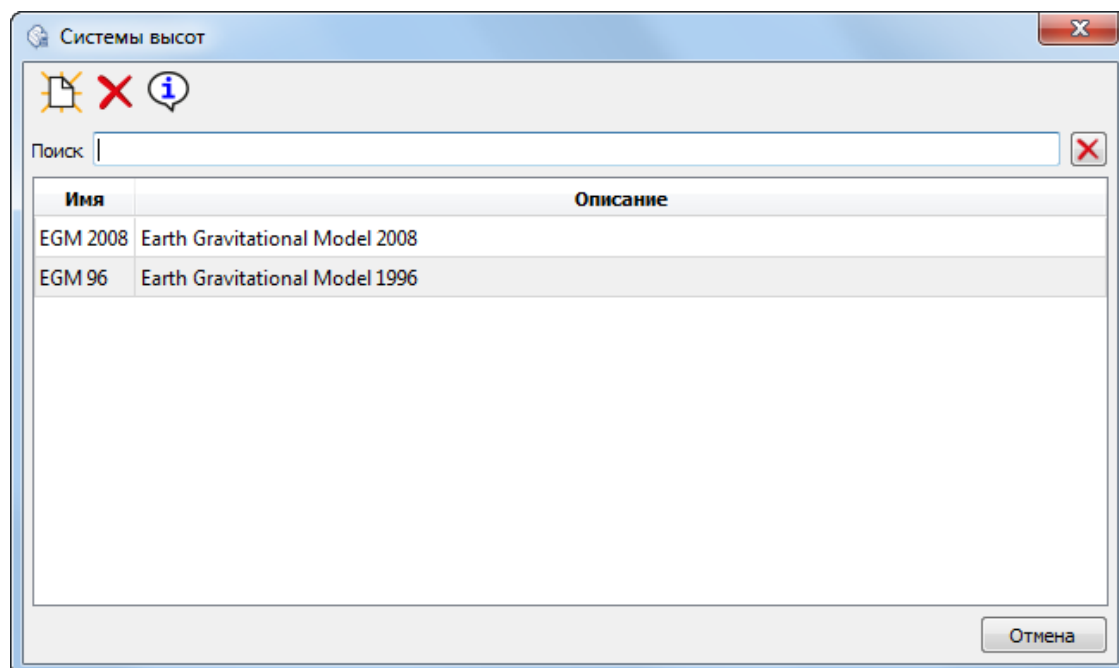 Системы высот
Поиск
Имя Описание
EGM 2008 Earth Gravitational Model 2008
EGM 96 Earth Gravitational Model 1996
Отмена